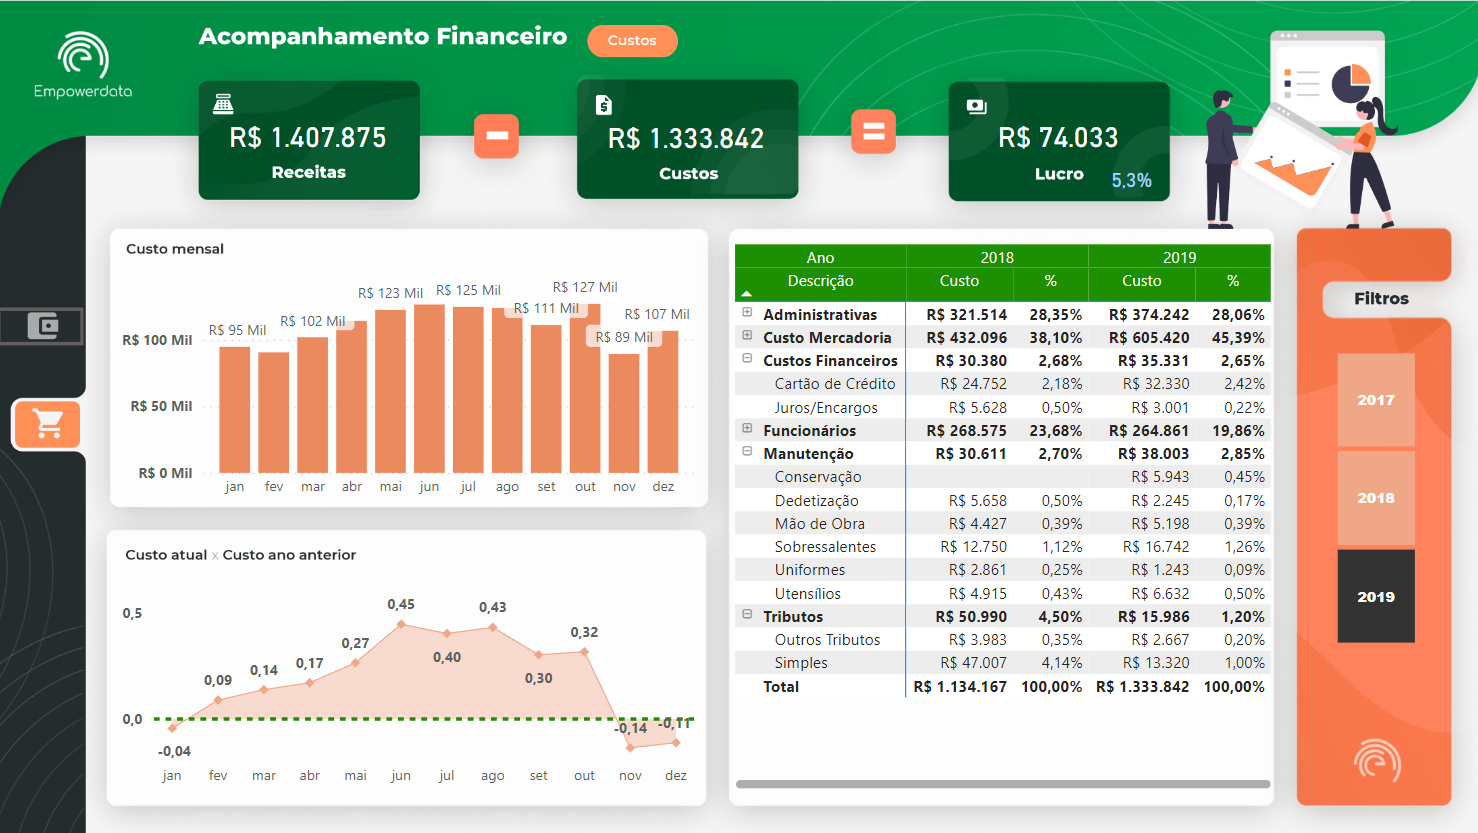 Acompanhamento Financeiro
Custos
Empowerdata
R$ 1.407.875
Receitas
R$ 1.333.842
Custos
R$ 74.033
Lucro
5,3%
Custo mensal
R$ 127 Mil
R$ 123 Mil
R$ 125 Mil
R$ 111 Mil
R$ 107 Mil
R$ 102 Mil
R$ 95 Mil
R$ 89 Mil
R$ 100 Mil
R$ 50 Mil
R$ 0 Mil
jan fev mar abr mai jun jul ago set out nov dez
Custo atual x Custo ano anterior
0,5
0,0
-0,04
0,09
0,14
0,17
0,27
0,45
0,40
0,43
0,30
0,32
-0,14
-0,11
jan fev mar abr mai jun jul ago set out nov dez
Ano 2018 2019
Descrição Custo % Custo %
Administrativas R$ 321.514 28,35% R$ 374.242 28,06%
Custo Mercadoria R$ 432.096 38,10% R$ 605.420 45,39%
Custos Financeiros R$ 30.380 2,68% R$ 35.331 2,65%
Cartão de Crédito R$ 24.752 2,18% R$ 32.330 2,42%
Juros/Encargos R$ 5.628 0,50% R$ 3.001 0,22%
Funcionários R$ 268.575 23,68% R$ 264.861 19,86%
Manutenção R$ 30.611 2,70% R$ 38.003 2,85%
Conservação R$ 5.943 0,45%
Dedetização R$ 5.658 0,50% R$ 2.245 0,17%
Mão de Obra R$ 4.427 0,39% R$ 5.198 0,39%
Sobressalentes R$ 12.750 1,12% R$ 16.742 1,26%
Uniformes R$ 2.861 0,25% R$ 1.243 0,09%
Utensílios R$ 4.915 0,43% R$ 6.632 0,50%
Tributos R$ 50.990 4,50% R$ 15.986 1,20%
Outros Tributos R$ 3.983 0,35% R$ 2.667 0,20%
Simples R$ 47.007 4,14% R$ 13.320 1,00%
Total R$ 1.134.167 100,00% R$ 1.333.842 100,00%
Filtros
2017
2018
2019